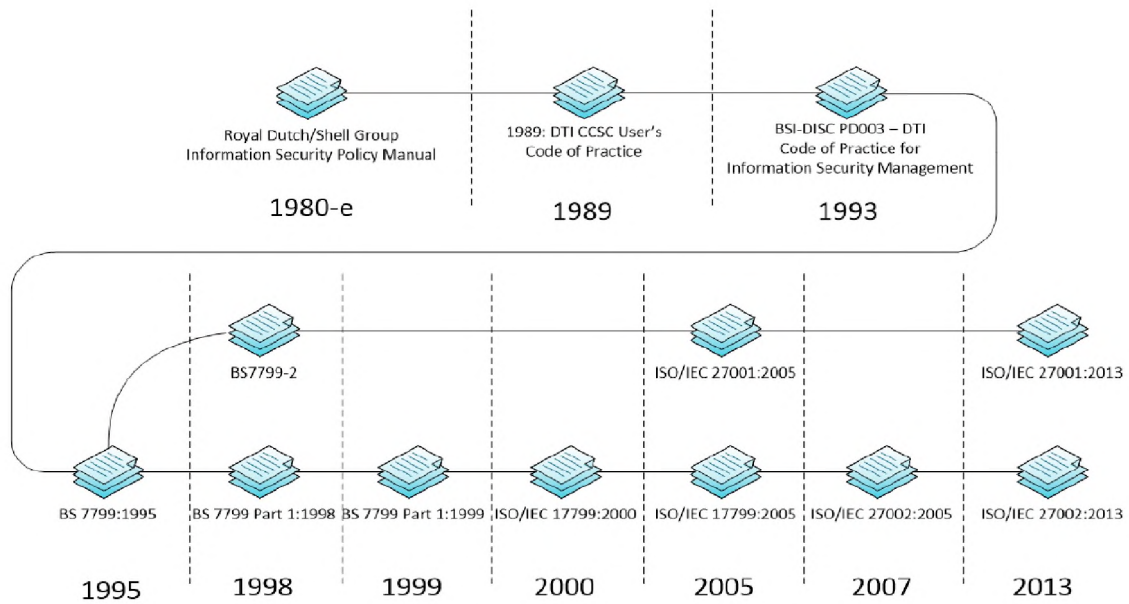 Royal Dutch/Shell Group
Information Security Policy Manual
1980-е
1989: DTI CCSC User's
Code of Practice
1989
BSI-DISC PD003 – DTI
Code of Practice for
Information Security Management
1993
BS7799-2
ISO/IEC 27001:2005
ISO/IEC 27001:2013
BS 7799:1995
BS 7799 Part 1:1998
BS 7799 Part 1:1999
ISO/IEC 17799:2000
ISO/IEC 17799:2005
ISO/IEC 27002:2005
ISO/IEC 27002:2013
1995
1998
1999
2000
2005
2007
2013